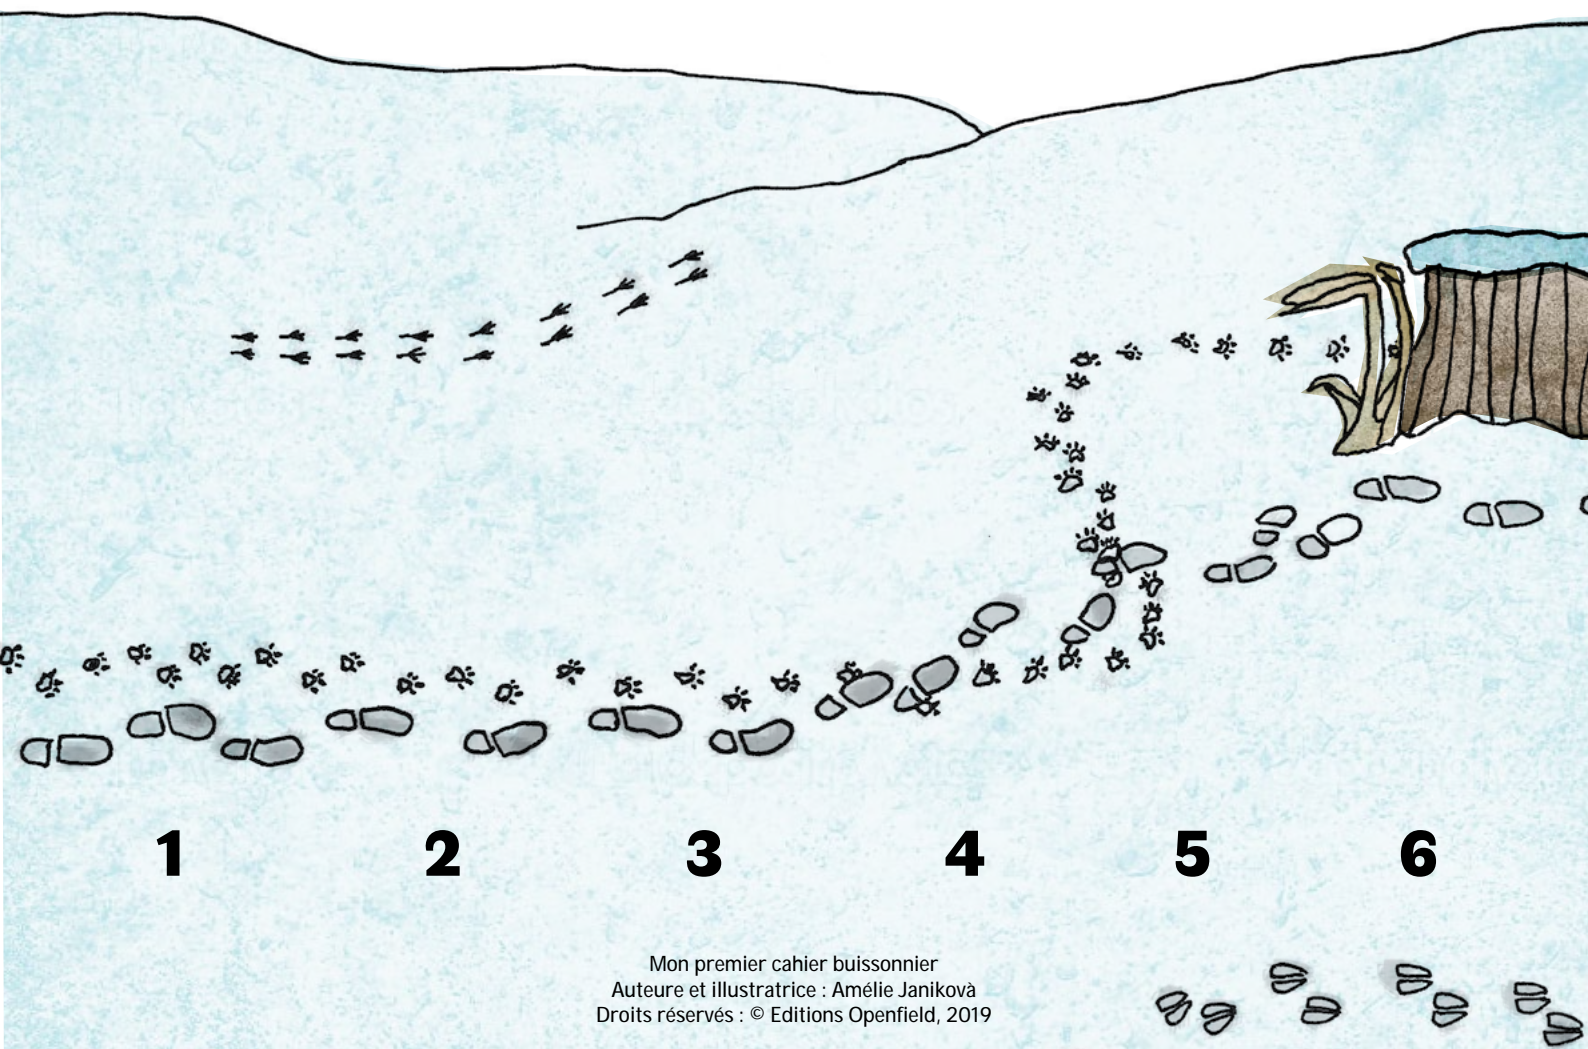 1 2 3 4 5 6
Mon premier cahier buissonnier
Auteure et illustratrice : Amélie Janikovà
Droits réservés : © Editions Openfield, 2019